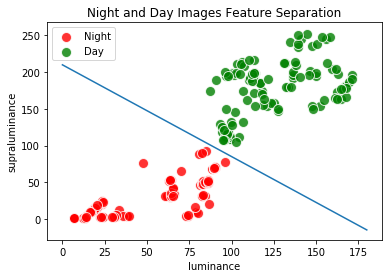 Night and Day Images Feature Separation
Night
Day
supraluminance
250
200
150
100
50
0
0 25 50 75 100 125 150 175
luminance